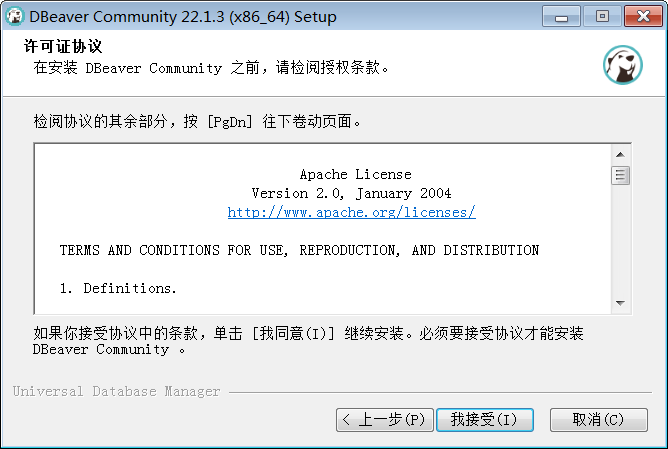 DBeaver Community 22.1.3 (x86_64) Setup
许可证协议
在安装 DBeaver Community 之前，请检阅授权条款。
检阅协议的其余部分，按 [PgDn] 往下卷动页面。
Apache License
Version 2.0, January 2004
http://www.apache.org/licenses/
TERMS AND CONDITIONS FOR USE, REPRODUCTION, AND DISTRIBUTION
1. Definitions.
如果你接受协议中的条款，单击 [我同意(I)] 继续安装。必须要接受协议才能安装
DBeaver Community 。
Universal Database Manager
< 上一步(P) 我接受(I) 取消(C)